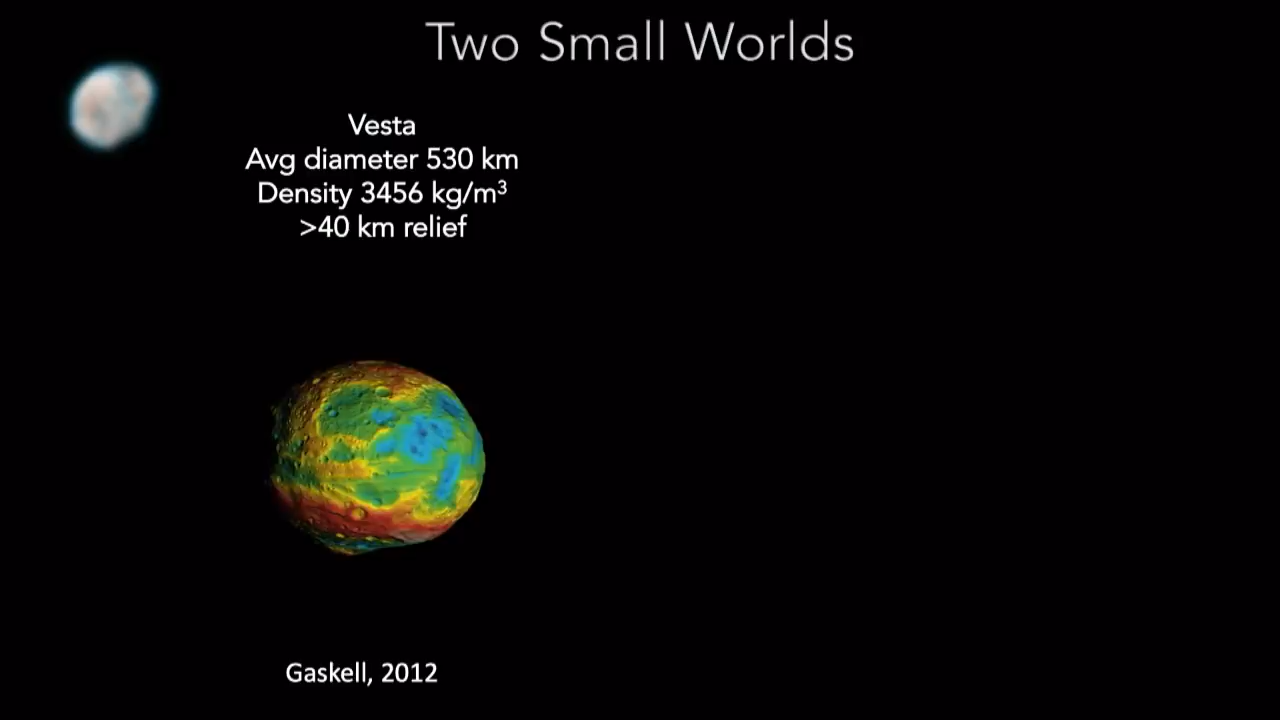 Two Small Worlds
Vesta
Avg diameter 530 km
Density 3456 kg/m³
>40 km relief
Gaskell, 2012